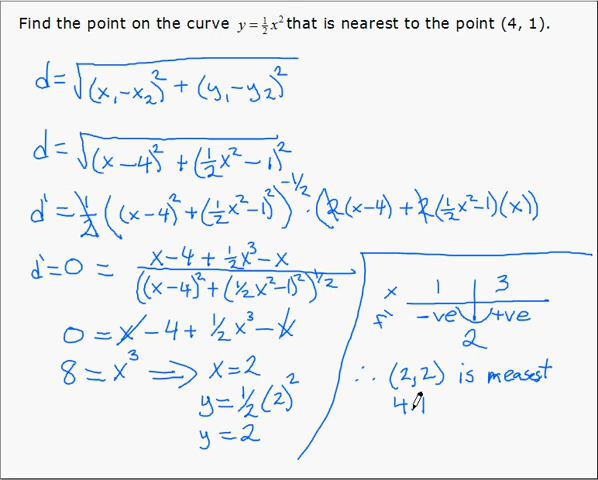 Find the point on the curve y = ½x² that is nearest to the point (4, 1).
d = √((x₁ − x₂)² + (y₁ − y₂)²)
d = √((x − 4)² + (½x² − 1)²)
d' = 1/2 ((x − 4)² + (½x² − 1)²)^(−1/2) · (2(x − 4) + 2(½x² − 1)(x))
d' = 0 = (x − 4 + ½x³ − x) / ((x − 4)² + (½x² − 1)²)^(1/2)
0 = x − 4 + ½x³ − x
8 = x³ ⟹ x = 2
y = ½(2)²
y = 2
x 1 3
f' −ve +ve
2
∴ (2,2) is nearest
4,1